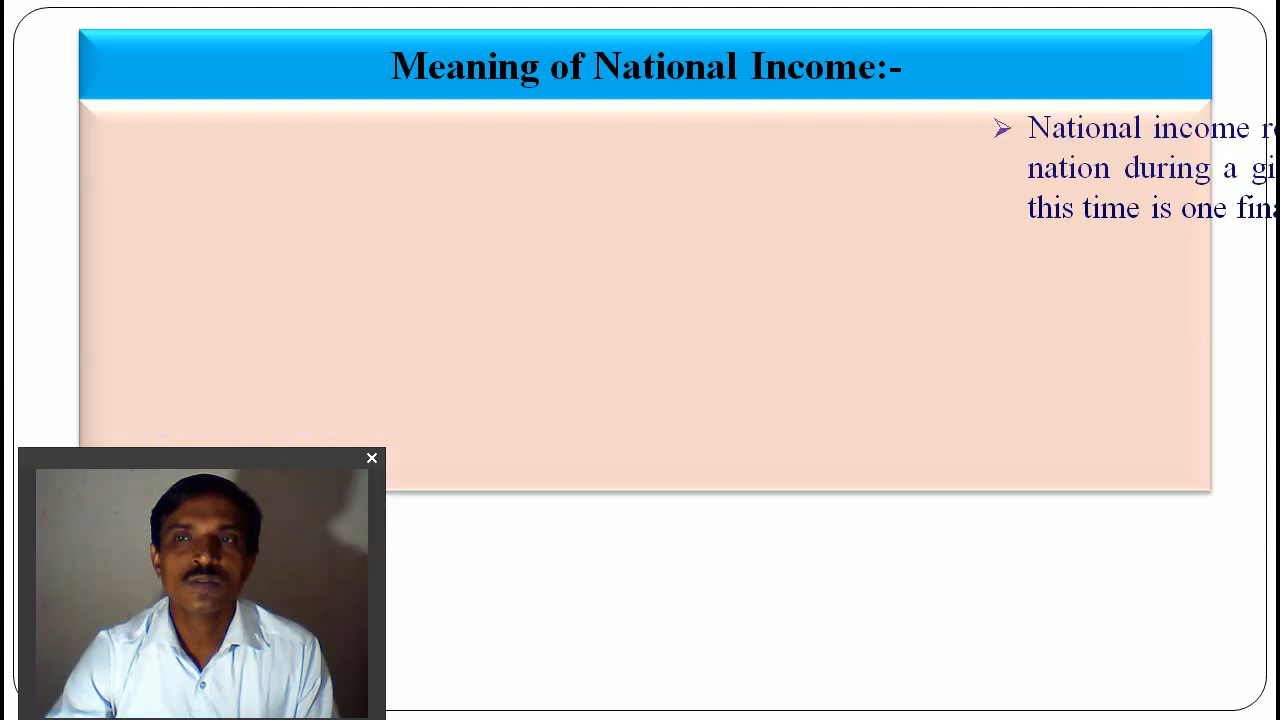 Meaning of National Income:-
National income
nation during a
this time is one